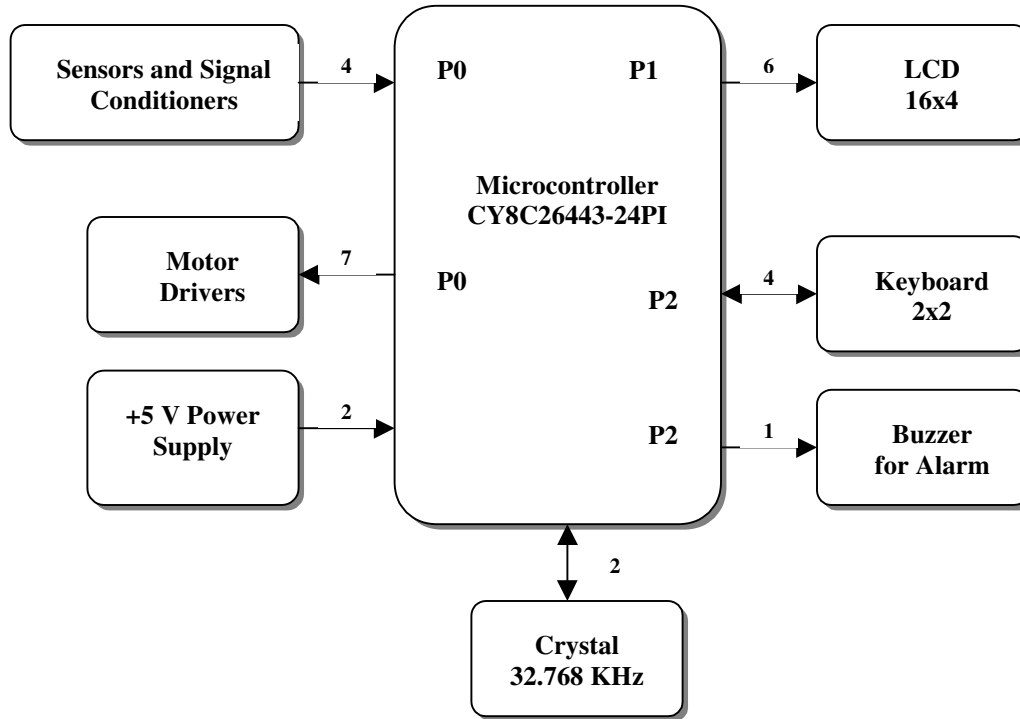 Sensors and Signal
Conditioners
4
P0
P1
6
LCD
16x4
Microcontroller
CY8C26443-24PI
Motor
Drivers
7
P0
P2
4
Keyboard
2x2
+5 V Power
Supply
2
P2
1
Buzzer
for Alarm
2
Crystal
32.768 KHz